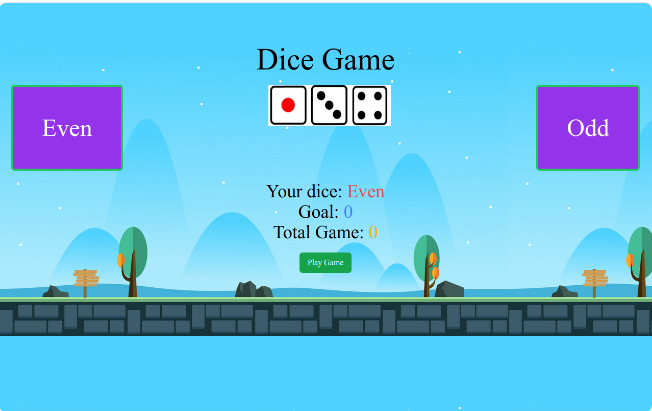 Dice Game
Even
Odd
Your dice: Even
Goal: 0
Total Game: 0
Play Game